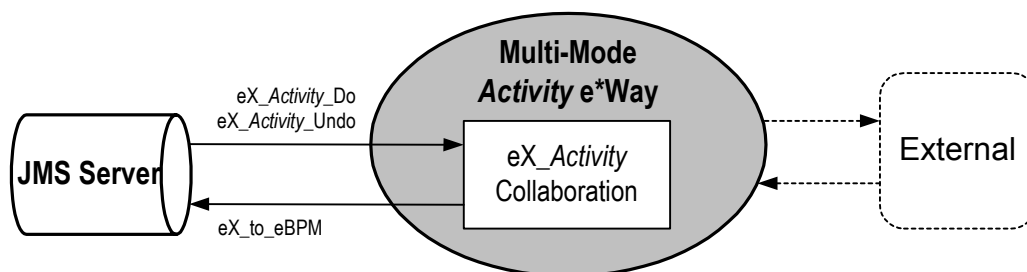 Multi-Mode
Activity e*Way
eX_Activity_Do
eX_Activity_Undo
JMS Server
eX_Activity
Collaboration
External
eX_to_eBPM